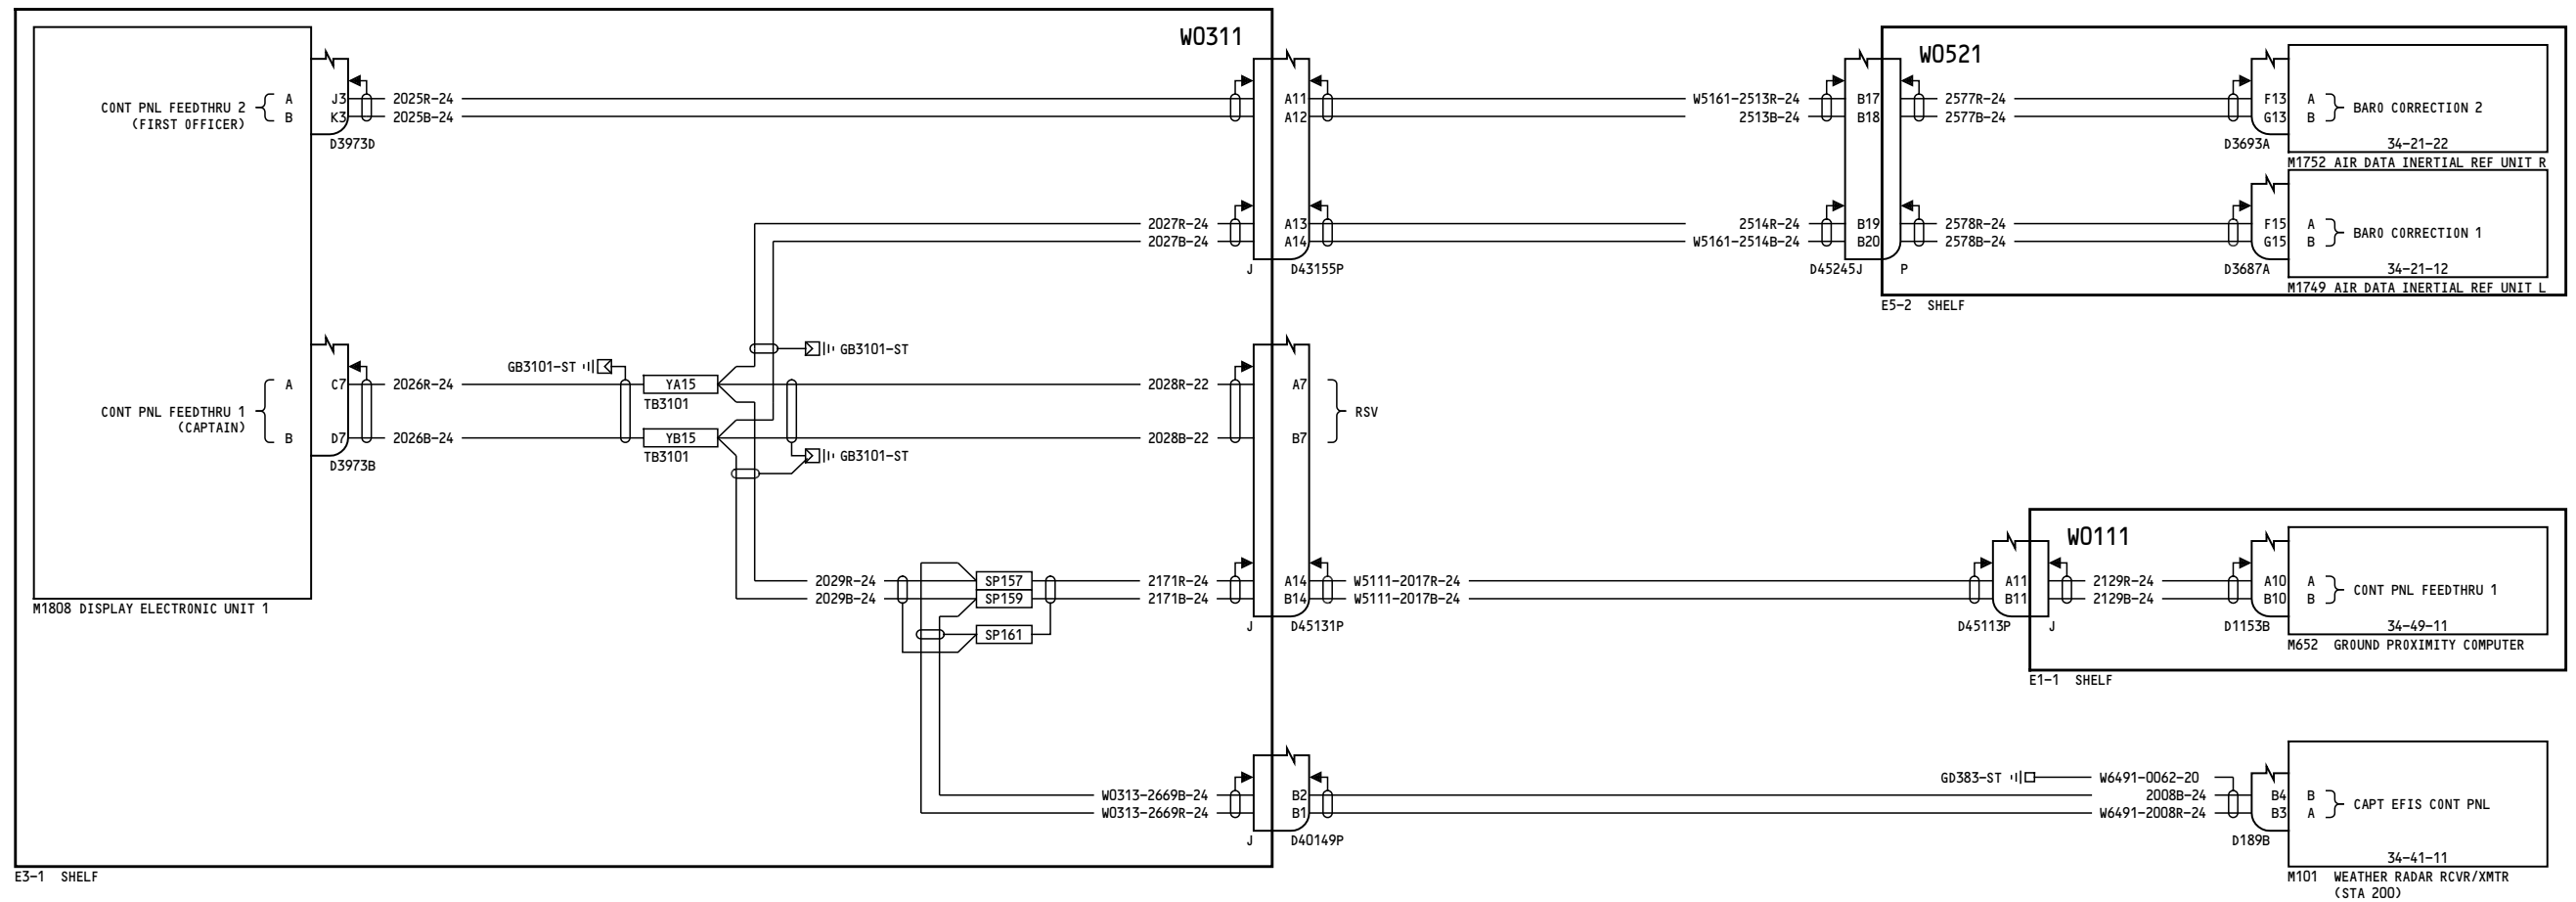 W0311
W0521
CONT PNL FEEDTHRU 2
(FIRST OFFICER)
A
B
J3
K3
D3973D
2025R-24
2025B-24
A11
A12
W5161-2513R-24
2513B-24
B17
B18
2577R-24
2577B-24
F13
G13
D3693A
A
B
BARO CORRECTION 2
34-21-22
M1752 AIR DATA INERTIAL REF UNIT R
2027R-24
2027B-24
A13
A14
J
D43155P
2514R-24
W5161-2514B-24
B19
B20
D45245J
P
2578R-24
2578B-24
F15
G15
D3687A
A
B
BARO CORRECTION 1
34-21-12
M1749 AIR DATA INERTIAL REF UNIT L
E5-2 SHELF
CONT PNL FEEDTHRU 1
(CAPTAIN)
A
B
C7
D7
D3973B
2026R-24
2026B-24
GB3101-ST
YA15
TB3101
YB15
TB3101
GB3101-ST
GB3101-ST
2028R-22
2028B-22
A7
B7
RSV
M1808 DISPLAY ELECTRONIC UNIT 1
2029R-24
2029B-24
SP157
SP159
SP161
2171R-24
2171B-24
A14
B14
J
D45131P
W5111-2017R-24
W5111-2017B-24
W0111
A11
B11
D45113P
J
2129R-24
2129B-24
A10
B10
D1153B
A
B
CONT PNL FEEDTHRU 1
34-49-11
M652 GROUND PROXIMITY COMPUTER
E1-1 SHELF
W0313-2669B-24
W0313-2669R-24
B2
B1
J
D40149P
GD383-ST
W6491-0062-20
2008B-24
W6491-2008R-24
B4
B3
D189B
B
A
CAPT EFIS CONT PNL
34-41-11
M101 WEATHER RADAR RCVR/XMTR
(STA 200)
E3-1 SHELF